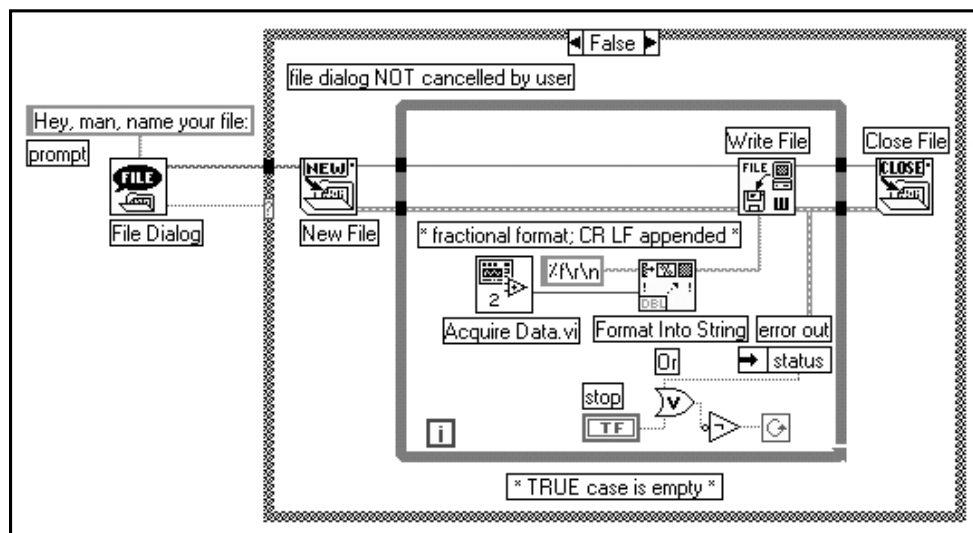 False
file dialog NOT cancelled by user
Hey, man, name your file:
prompt
FILE
File Dialog
NEW
New File
Write File
FILE
W
Close File
CLOSE
* fractional format; CR LF appended *
2
Acquire Data.vi
%f\r\n
DBL
Format Into String
error out
status
Or
V
stop
TF
i
* TRUE case is empty *